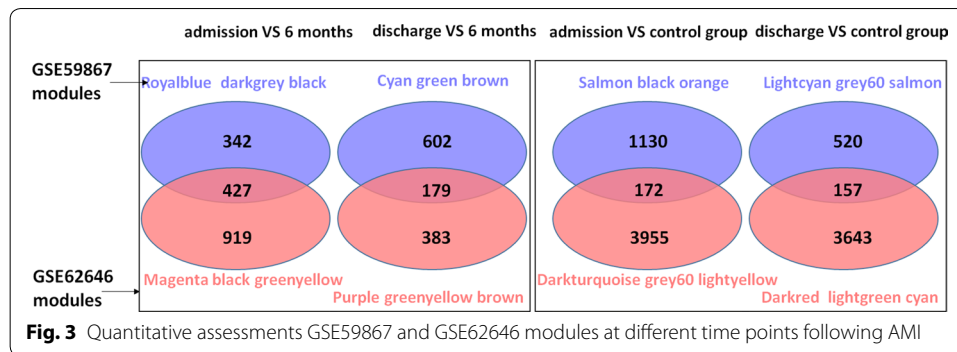 admission VS 6 months
discharge VS 6 months
admission VS control group
discharge VS control group
GSE59867
modules
Royalblue darkgrey black
Cyan green brown
Salmon black orange
Lightcyan grey60 salmon
342
602
1130
520
427
179
172
157
919
383
3955
3643
GSE62646
modules
Magenta black greenyellow
Purple greenyellow brown
Darkturquoise grey60 lightyellow
Darkred lightgreen cyan
Fig. 3 Quantitative assessments GSE59867 and GSE62646 modules at different time points following AMI